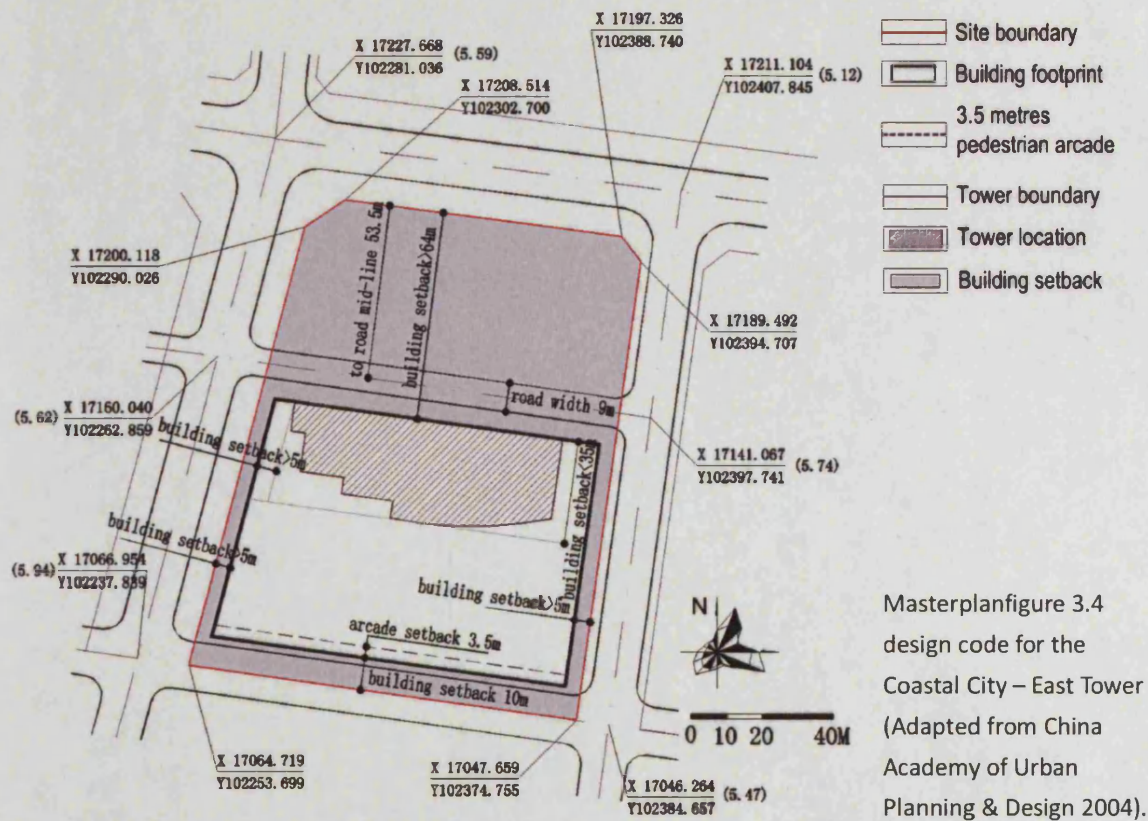 X 17197.326
Y102388.740
X 17227.668 (5.59)
Y102281.036
X 17211.104 (5.12)
Y102407.845
X 17208.514
Y102302.700
X 17200.118
Y102290.026
to road mid-line 53.5m
building setback>64m
X 17189.492
Y102394.707
road width 9m
(5.62) X 17160.040
Y102262.859
building setback>5m
X 17141.067 (5.74)
Y102397.741
building setback<35m
building setback>5m
(5.94) X 17066.954
Y102237.839
building setback>5m
arcade setback 3.5m
building setback 10m
N
0 10 20 40M
X 17064.719
Y102253.699
X 17047.659
Y102374.755
X 17046.264 (5.47)
Y102384.657
Site boundary
Building footprint
3.5 metres
pedestrian arcade
Tower boundary
Tower location
Building setback
Masterplanfigure 3.4
design code for the
Coastal City – East Tower
(Adapted from China
Academy of Urban
Planning & Design 2004).